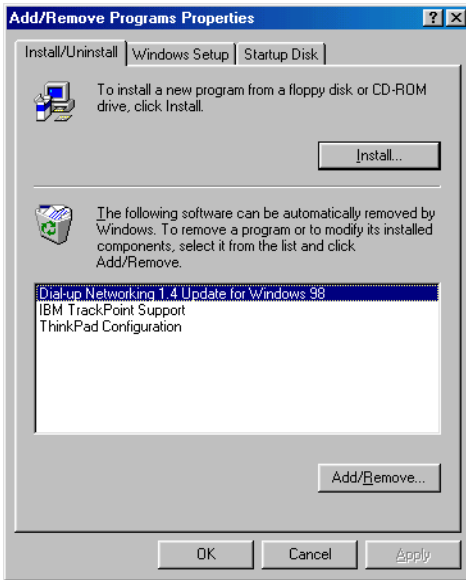 Add/Remove Programs Properties
Install/Uninstall Windows Setup Startup Disk
To install a new program from a floppy disk or CD-ROM
drive, click Install.
Install...
The following software can be automatically removed by
Windows. To remove a program or to modify its installed
components, select it from the list and click
Add/Remove.
Dial-up Networking 1.4 Update for Windows 98
IBM TrackPoint Support
ThinkPad Configuration
Add/Remove...
OK Cancel Apply